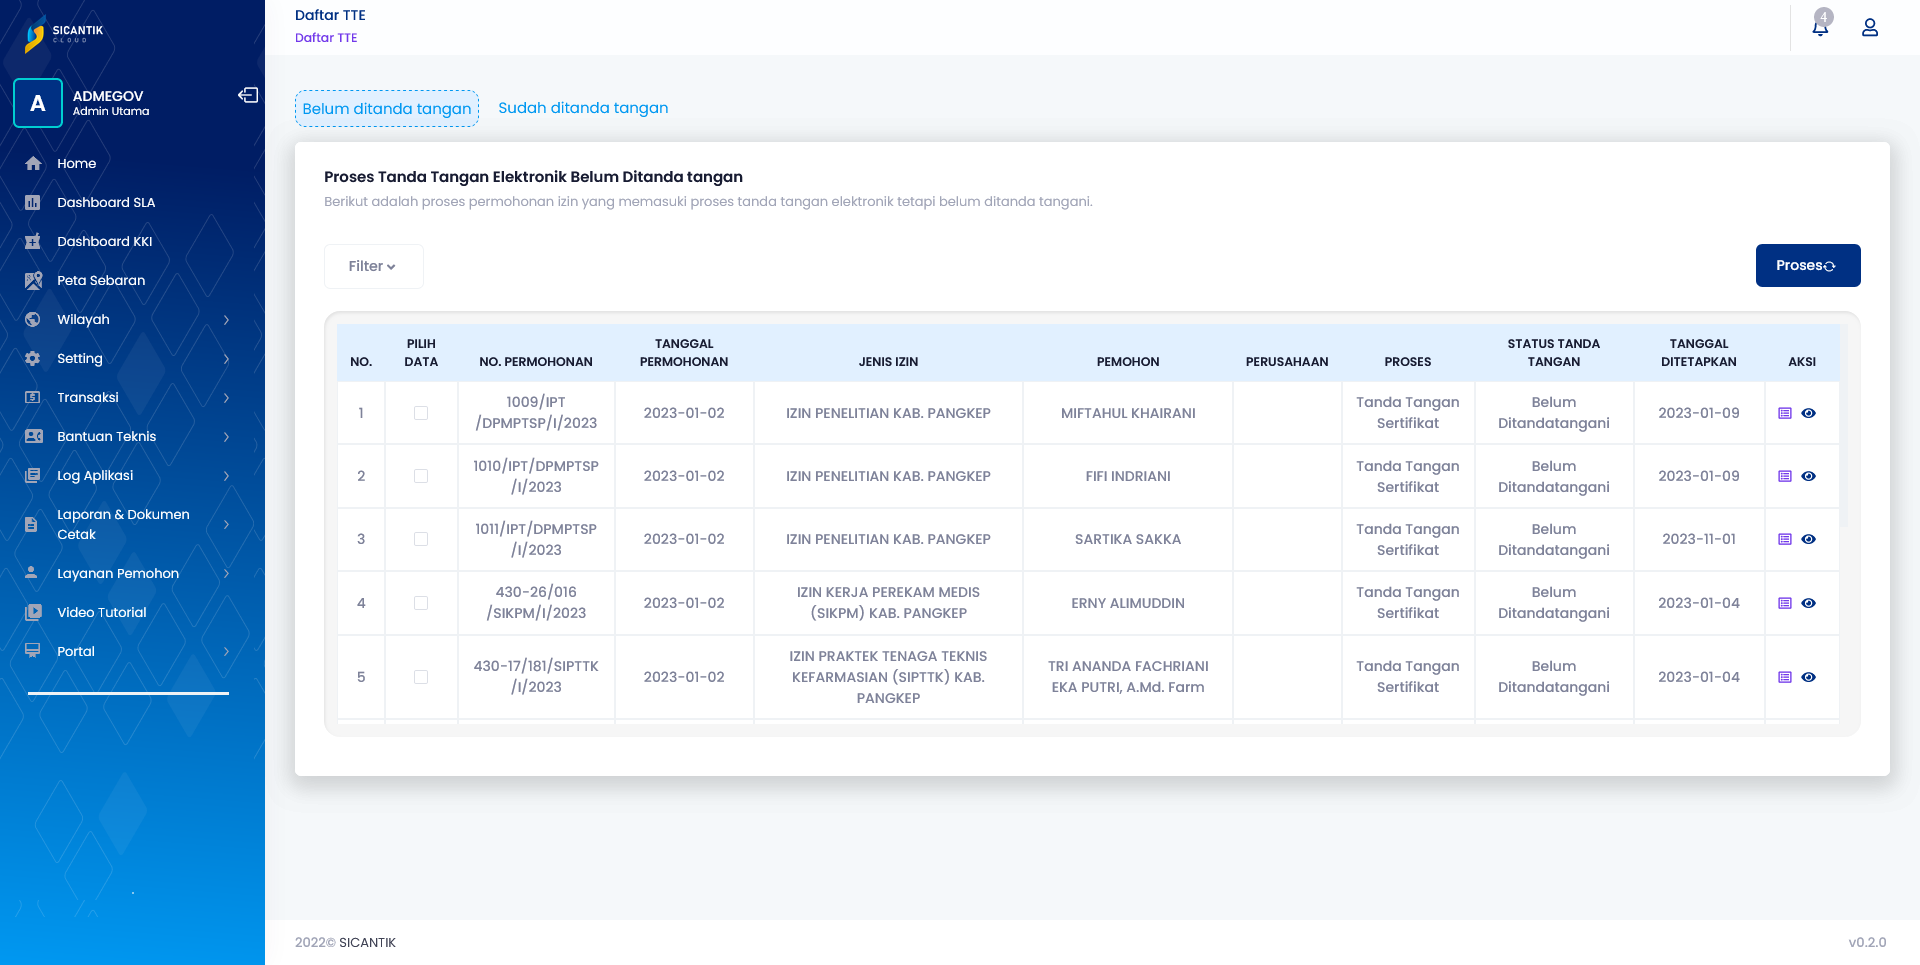 SICANTIK
CLOUD
A
ADMEGOV
Admin Utama
Home
Dashboard SLA
Dashboard KKI
Peta Sebaran
Wilayah
Setting
Transaksi
Bantuan Teknis
Log Aplikasi
Laporan & Dokumen
Cetak
Layanan Pemohon
Video Tutorial
Portal
Daftar TTE
Daftar TTE
4
Belum ditanda tangan
Sudah ditanda tangan
Proses Tanda Tangan Elektronik Belum Ditanda tangan
Berikut adalah proses permohonan izin yang memasuki proses tanda tangan elektronik tetapi belum ditanda tangani.
Filter
Proses
NO. PILIH DATA NO. PERMOHONAN TANGGAL PERMOHONAN JENIS IZIN PEMOHON PERUSAHAAN PROSES STATUS TANDA TANGAN TANGGAL DITETAPKAN AKSI
1 1009/IPT /DPMPTSP/I/2023 2023-01-02 IZIN PENELITIAN KAB. PANGKEP MIFTAHUL KHAIRANI Tanda Tangan Sertifikat Belum Ditandatangani 2023-01-09
2 1010/IPT/DPMPTSP /I/2023 2023-01-02 IZIN PENELITIAN KAB. PANGKEP FIFI INDRIANI Tanda Tangan Sertifikat Belum Ditandatangani 2023-01-09
3 1011/IPT/DPMPTSP /I/2023 2023-01-02 IZIN PENELITIAN KAB. PANGKEP SARTIKA SAKKA Tanda Tangan Sertifikat Belum Ditandatangani 2023-11-01
4 430-26/016 /SIKPM/I/2023 2023-01-02 IZIN KERJA PEREKAM MEDIS (SIKPM) KAB. PANGKEP ERNY ALIMUDDIN Tanda Tangan Sertifikat Belum Ditandatangani 2023-01-04
5 430-17/181/SIPTTK /I/2023 2023-01-02 IZIN PRAKTEK TENAGA TEKNIS KEFARMASIAN (SIPTTK) KAB. PANGKEP TRI ANANDA FACHRIANI EKA PUTRI, A.Md. Farm Tanda Tangan Sertifikat Belum Ditandatangani 2023-01-04
2022© SICANTIK
v0.2.0